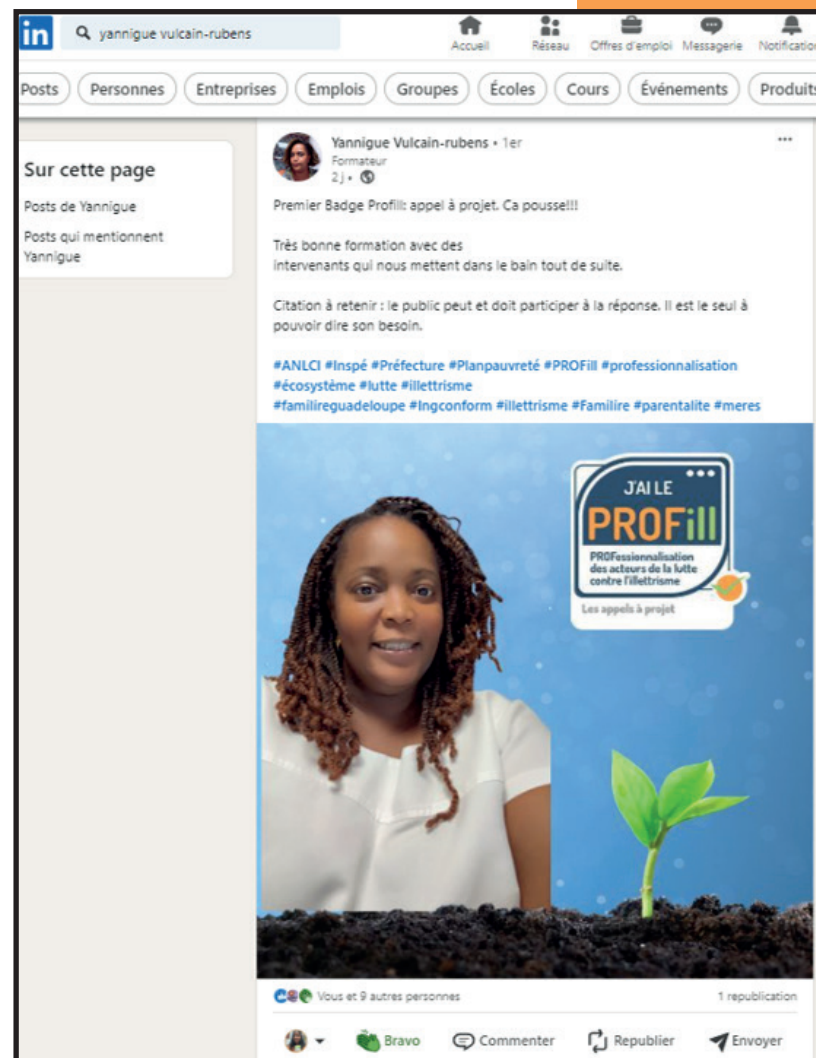 in
yannigue vulcain-rubens
Accueil
Réseau
Offres d'emploi
Messagerie
Notification
Posts
Personnes
Entreprises
Emplois
Groupes
Écoles
Cours
Événements
Produits
Sur cette page
Posts de Yannigue
Posts qui mentionnent
Yannigue
Yannigue Vulcain-rubens • 1er
Formateur
2 j •
Premier Badge Profill: appel à projet. Ca pousse!!!
Très bonne formation avec des
intervenants qui nous mettent dans le bain tout de suite.
Citation à retenir : le public peut et doit participer à la réponse. Il est le seul à
pouvoir dire son besoin.
#ANLCI #Inspé #Préfecture #Planpauvreté #PROFill #professionnalisation
#écosystème #lutte #illettrisme
#familireguadeloupe #Ingconform #illettrisme #Familire #parentalite #meres
J'AI LE
PROFill
PROFessionnalisation
des acteurs de la lutte
contre l'illettrisme
Les appels à projet
Vous et 9 autres personnes
1 republication
Bravo
Commenter
Republier
Envoyer